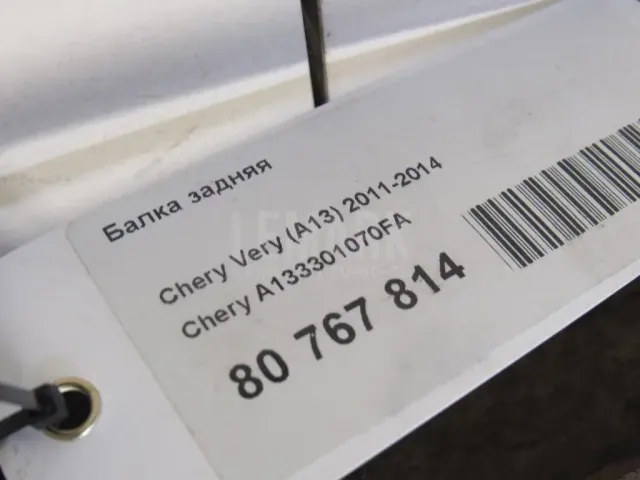 Балка задняя
Chery Very (A13) 2011-2014
Chery A133301070FA
80 767 814